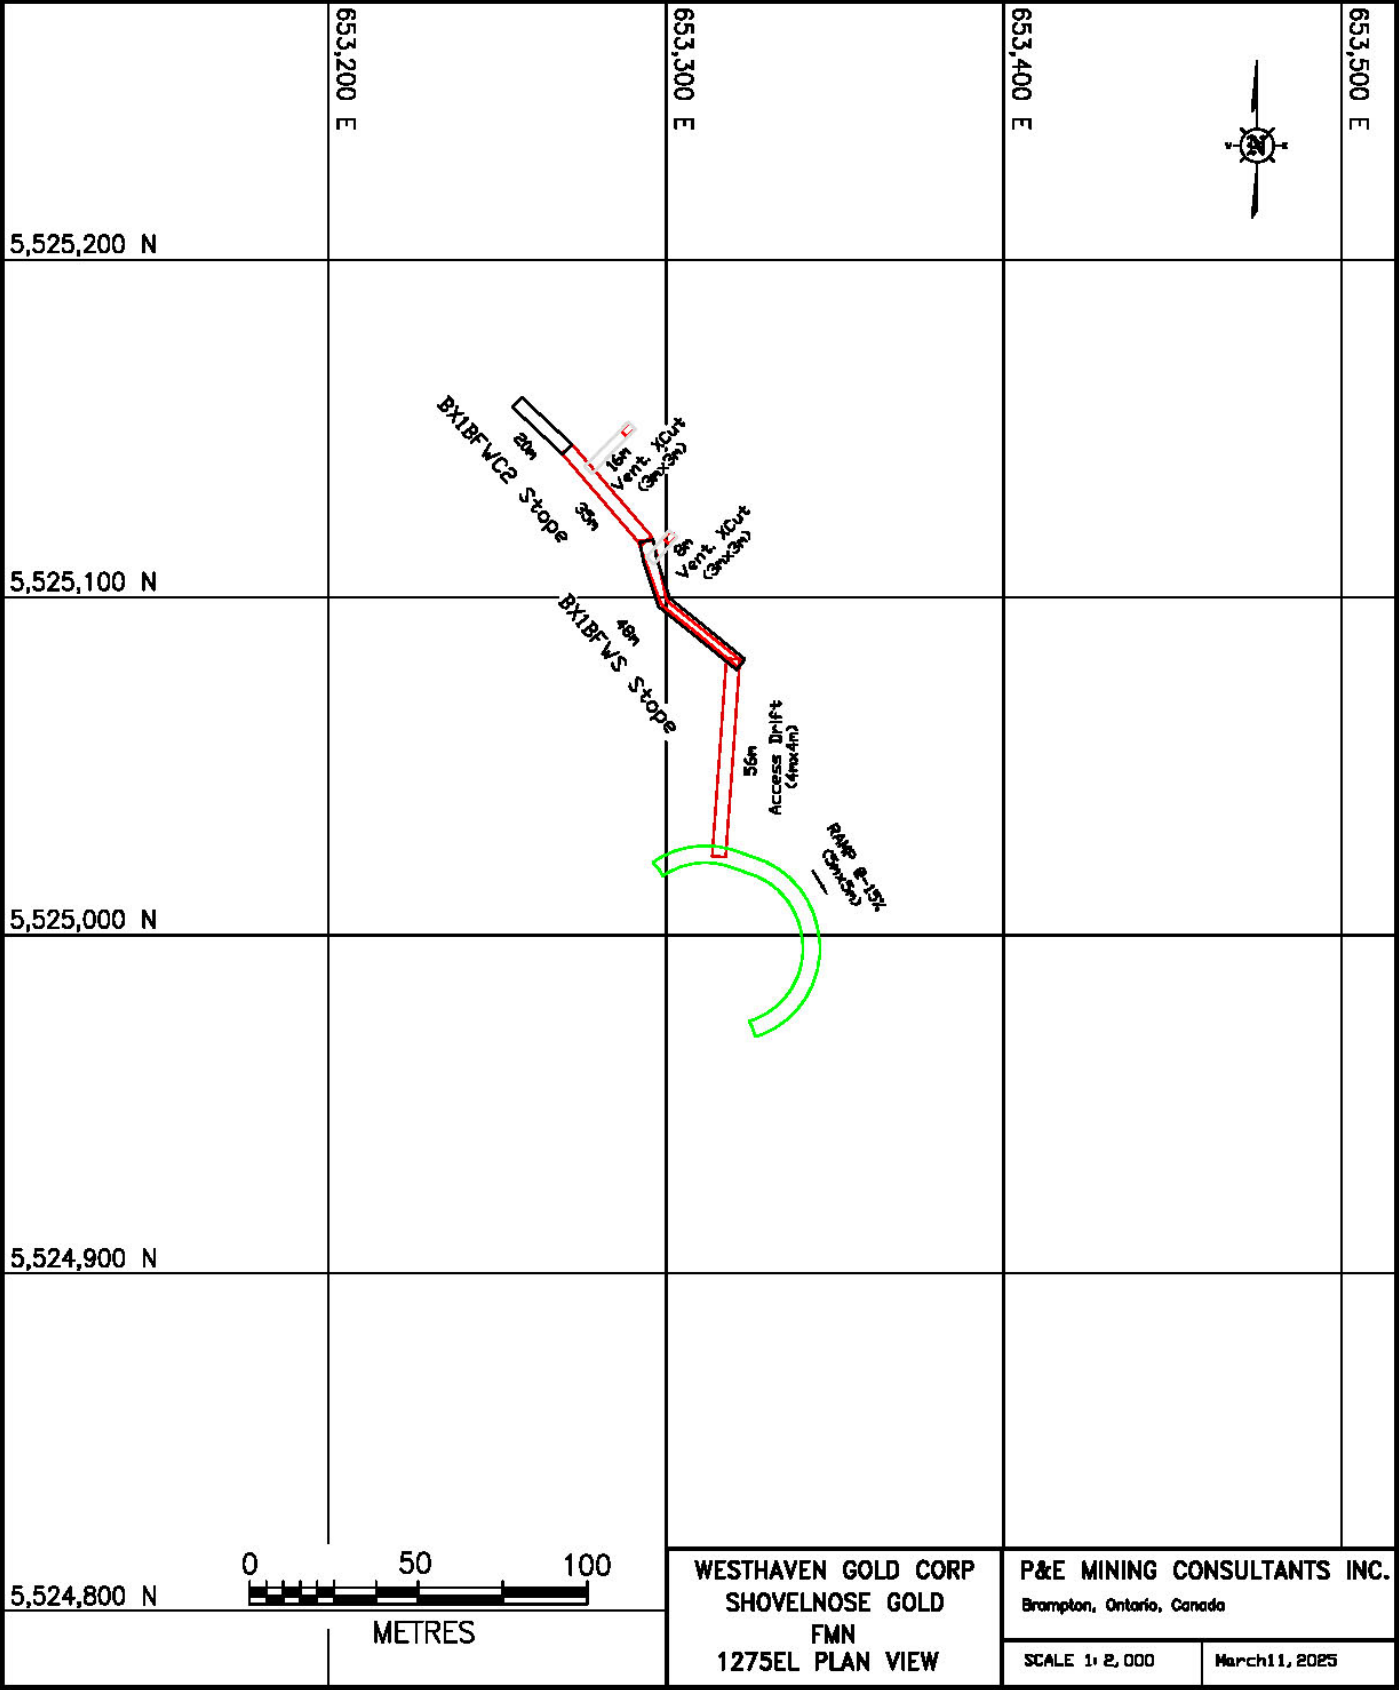 653,200 E
653,300 E
653,400 E
653,500 E
N
W
E
5,525,200 N
BX1BFWC2 Stope
20m
16m
Vent. XCut
(3mx3m)
35m
8m
Vent. XCut
(3mx3m)
5,525,100 N
BX1BFWS Stope
48m
56m
Access Drift
(4mx4m)
RAMP @-15%
(5mx5m)
5,525,000 N
5,524,900 N
5,524,800 N
0 50 100
METRES
WESTHAVEN GOLD CORP
SHOVELNOSE GOLD
FMN
1275EL PLAN VIEW
P&E MINING CONSULTANTS INC.
Brampton, Ontario, Canada
SCALE 1: 2,000
March11, 2025